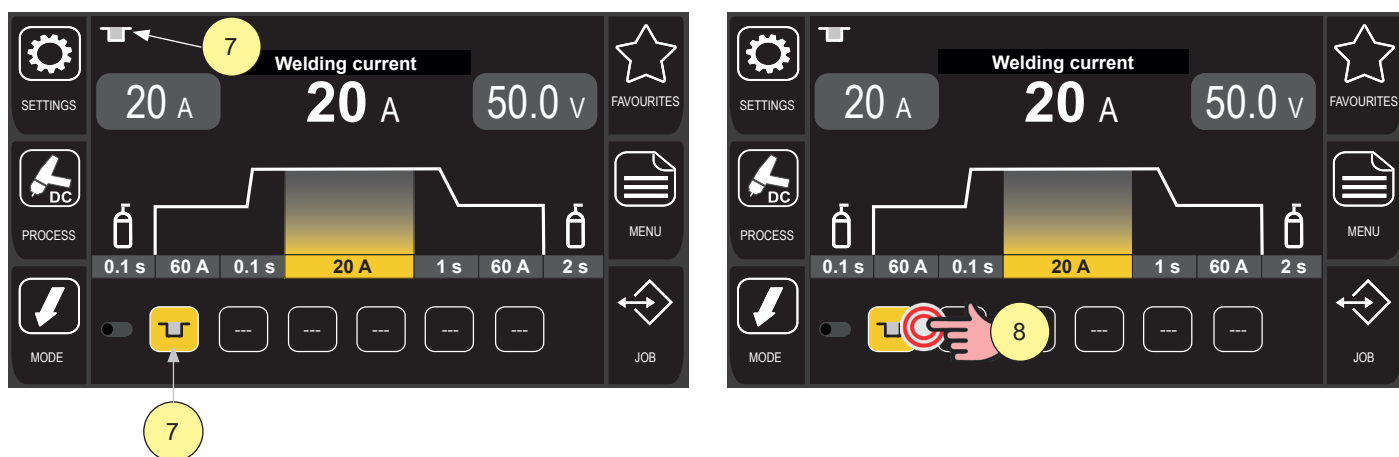 7
Welding current
SETTINGS
20 A
20 A
50.0 V
FAVOURITES
DC
PROCESS
MENU
0.1 s 60 A 0.1 s 20 A 1 s 60 A 2 s
--- --- --- --- ---
MODE
JOB
7
Welding current
SETTINGS
20 A
20 A
50.0 V
FAVOURITES
DC
PROCESS
MENU
0.1 s 60 A 0.1 s 20 A 1 s 60 A 2 s
8
--- --- ---
MODE
JOB